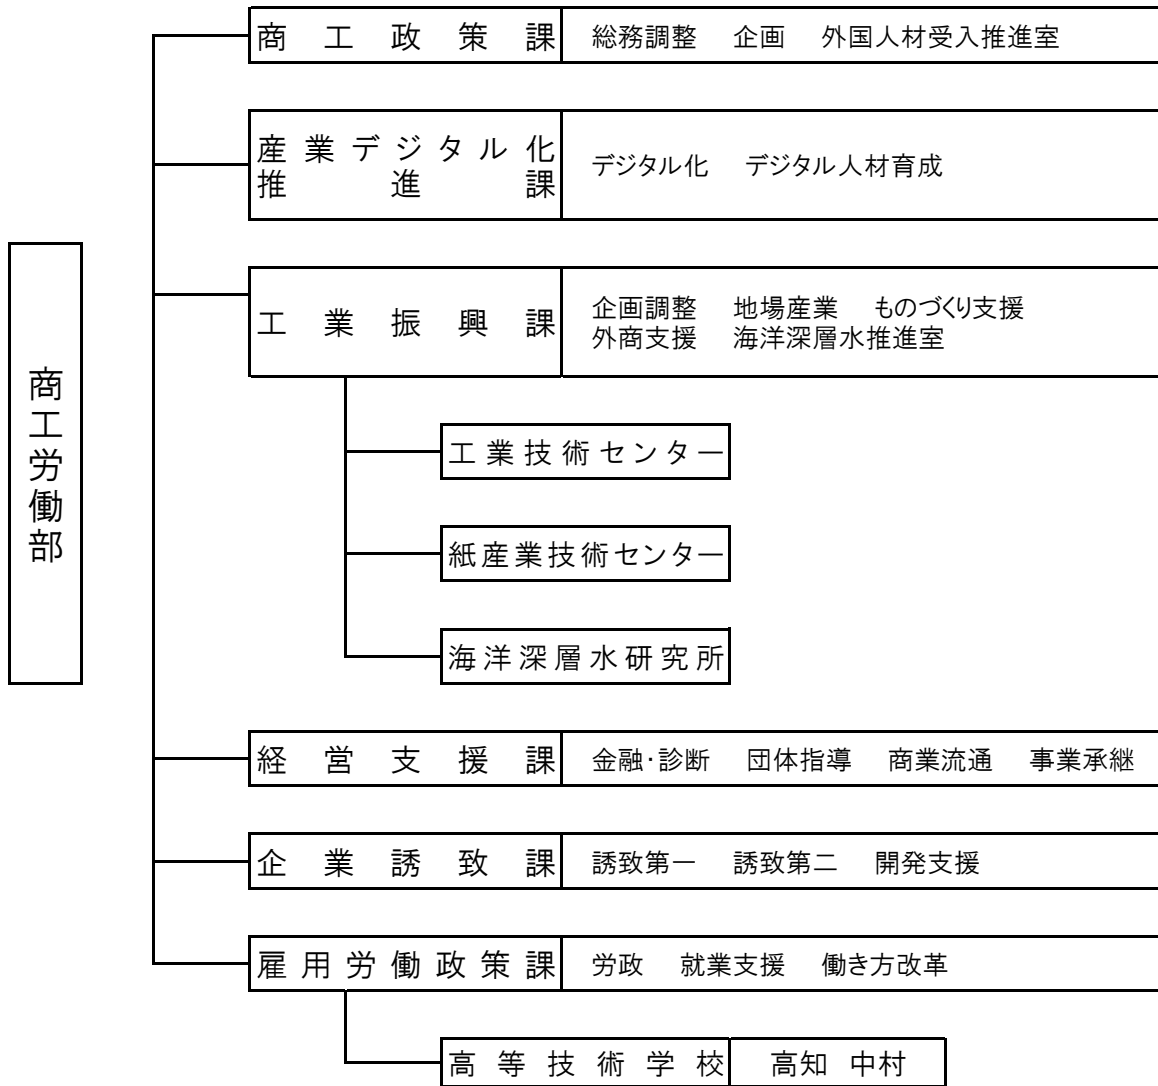 商工労働部
商工政策課 総務調整 企画 外国人材受入推進室
産業デジタル化
推進課
デジタル化 デジタル人材育成
工業振興課
企画調整 地場産業 ものづくり支援
外商支援 海洋深層水推進室
工業技術センター
紙産業技術センター
海洋深層水研究所
経営支援課 金融・診断 団体指導 商業流通 事業承継
企業誘致課 誘致第一 誘致第二 開発支援
雇用労働政策課 労政 就業支援 働き方改革
高等技術学校 高知 中村